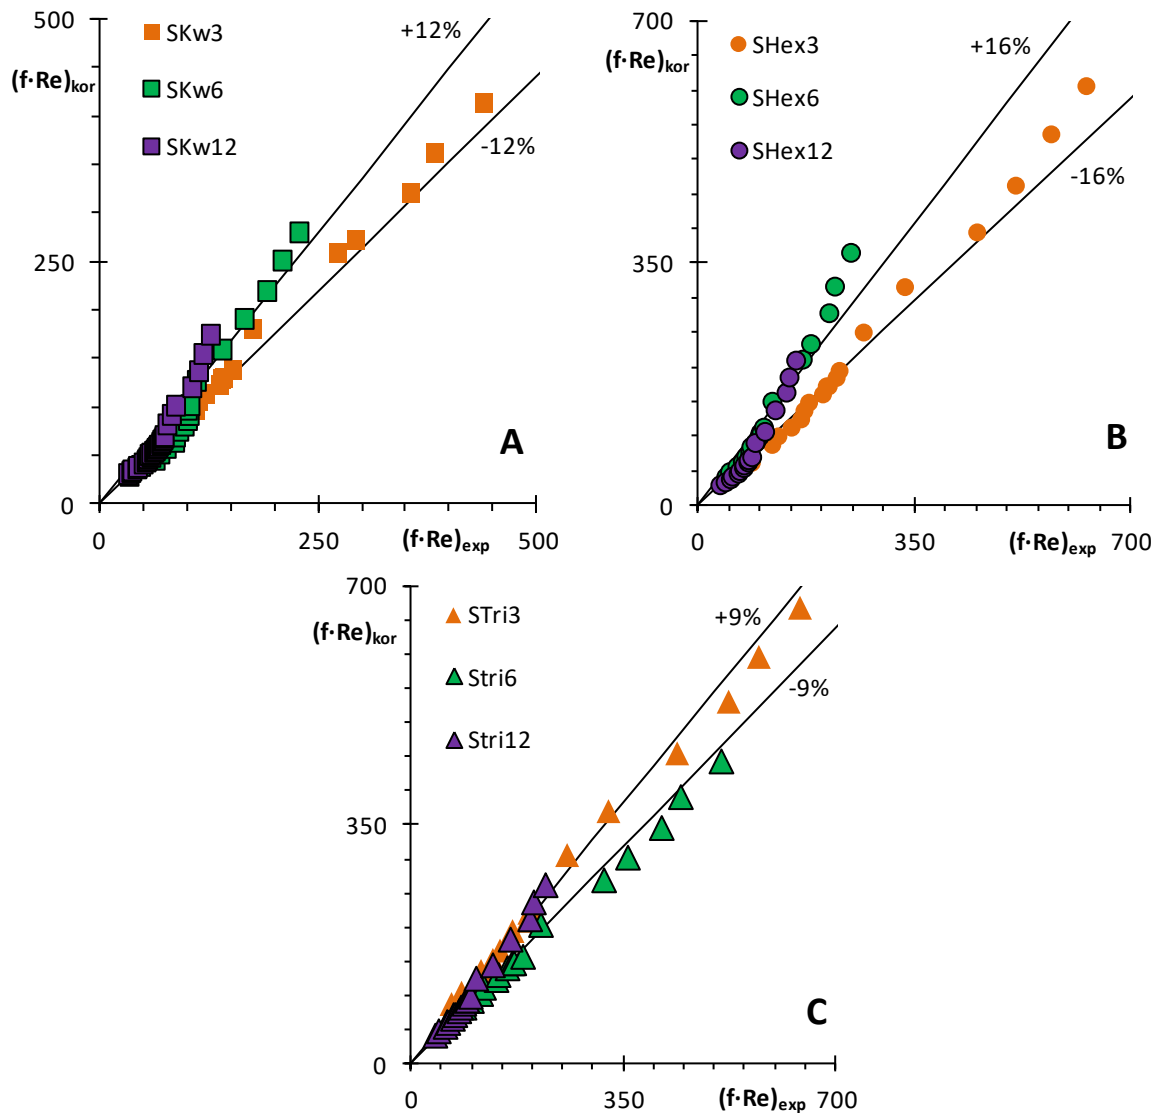 500
SKw3
+12%
(f·Re)kor
SKw6
SKw12
-12%
250
A
0
0
250
(f·Re)exp
500
700
SHex3
+16%
(f·Re)kor
SHex6
SHex12
-16%
350
B
0
0
350
(f·Re)exp
700
700
STri3
+9%
(f·Re)kor
Stri6
-9%
Stri12
350
C
0
0
350
(f·Re)exp
700